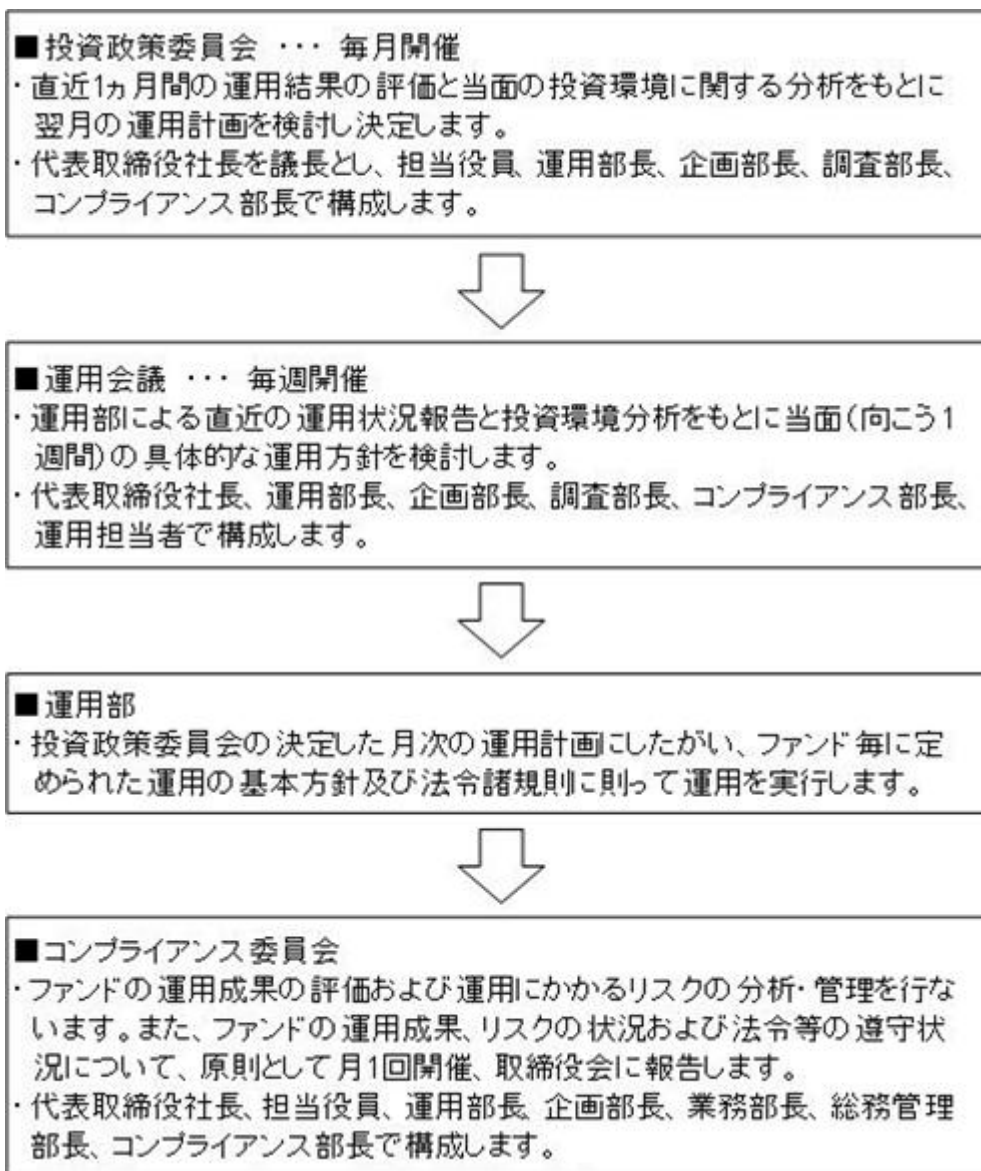 ■投資政策委員会 ･･･ 毎月開催
・直近1ヵ月間の運用結果の評価と当面の投資環境に関する分析をもとに
翌月の運用計画を検討し決定します。
・代表取締役社長を議長とし、担当役員、運用部長、企画部長、調査部長、
コンプライアンス部長で構成します。
■運用会議 ･･･ 毎週開催
・運用部による直近の運用状況報告と投資環境分析をもとに当面(向こう1
週間)の具体的な運用方針を検討します。
・代表取締役社長、運用部長、企画部長、調査部長、コンプライアンス部長、
運用担当者で構成します。
■運用部
・投資政策委員会の決定した月次の運用計画にしたがい、ファンド毎に定
められた運用の基本方針及び法令諸規則に則って運用を実行します。
■コンプライアンス委員会
・ファンドの運用成果の評価および運用にかかるリスクの分析・管理を行な
います。また、ファンドの運用成果、リスクの状況および法令等の遵守状
況について、原則として月1回開催、取締役会に報告します。
・代表取締役社長、担当役員、運用部長、企画部長、業務部長、総務管理
部長、コンプライアンス部長で構成します。